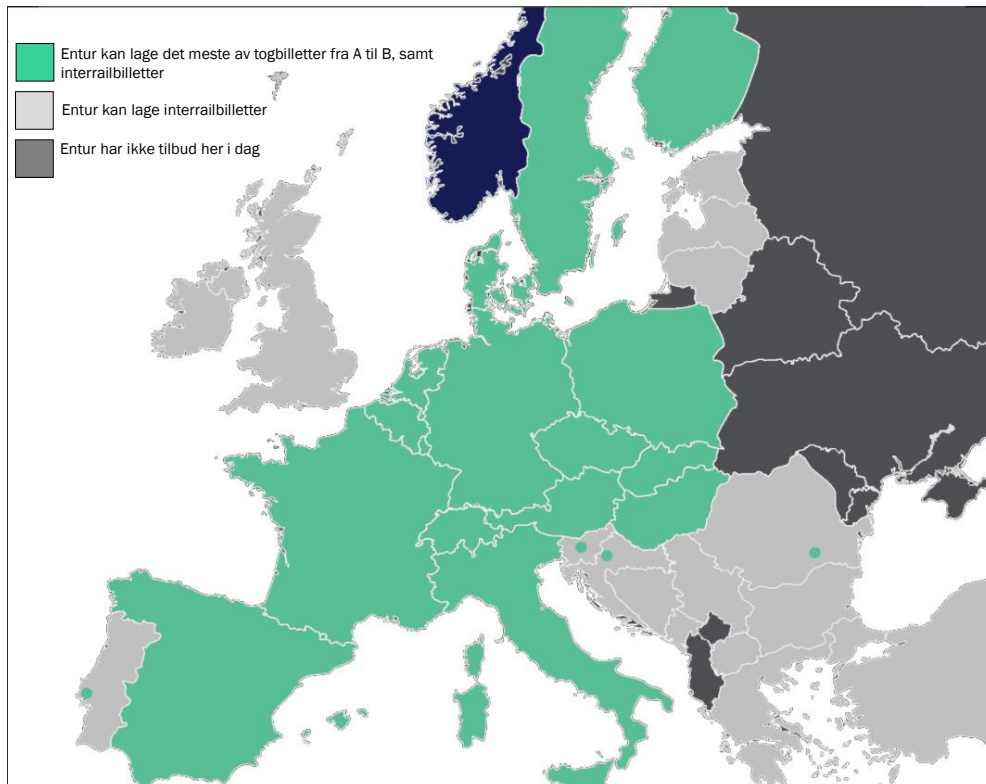 Entur kan lage det meste av togbilletter fra A til B, samt
interrailbilletter
Entur kan lage interrailbilletter
Entur har ikke tilbud her i dag